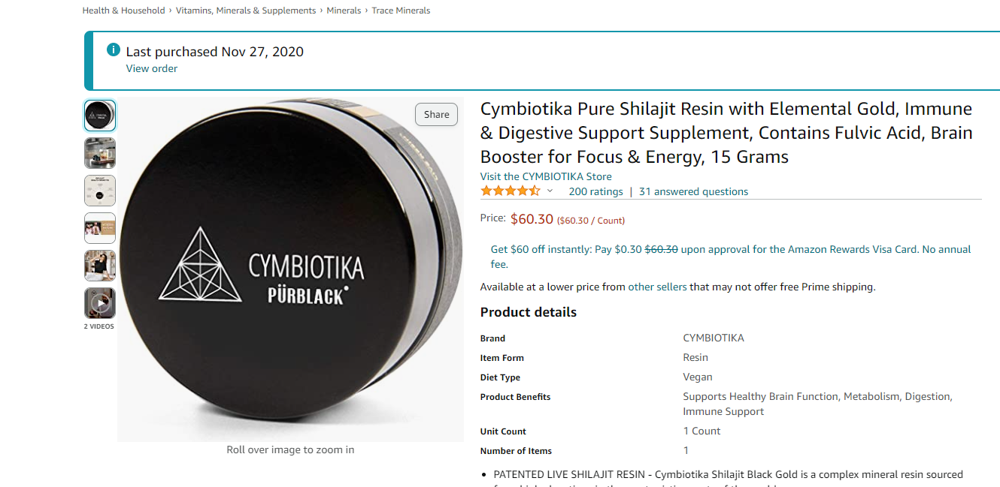 Health & Household › Vitamins, Minerals & Supplements › Minerals › Trace Minerals
Last purchased Nov 27, 2020
View order
Share
CYMBIOTIKA
PÜRBLACK
2 VIDEOS
Roll over image to zoom in
Cymbiotika Pure Shilajit Resin with Elemental Gold, Immune
& Digestive Support Supplement, Contains Fulvic Acid, Brain
Booster for Focus & Energy, 15 Grams
Visit the CYMBIOTIKA Store
200 ratings | 31 answered questions
Price: $60.30 ($60.30 / Count)
Get $60 off instantly: Pay $0.30 $60.30 upon approval for the Amazon Rewards Visa Card. No annual
fee.
Available at a lower price from other sellers that may not offer free Prime shipping.
Product details
Brand CYMBIOTIKA
Item Form Resin
Diet Type Vegan
Product Benefits Supports Healthy Brain Function, Metabolism, Digestion,
Immune Support
Unit Count 1 Count
Number of Items 1
• PATENTED LIVE SHILAJIT RESIN - Cymbiotika Shilajit Black Gold is a complex mineral resin sourced